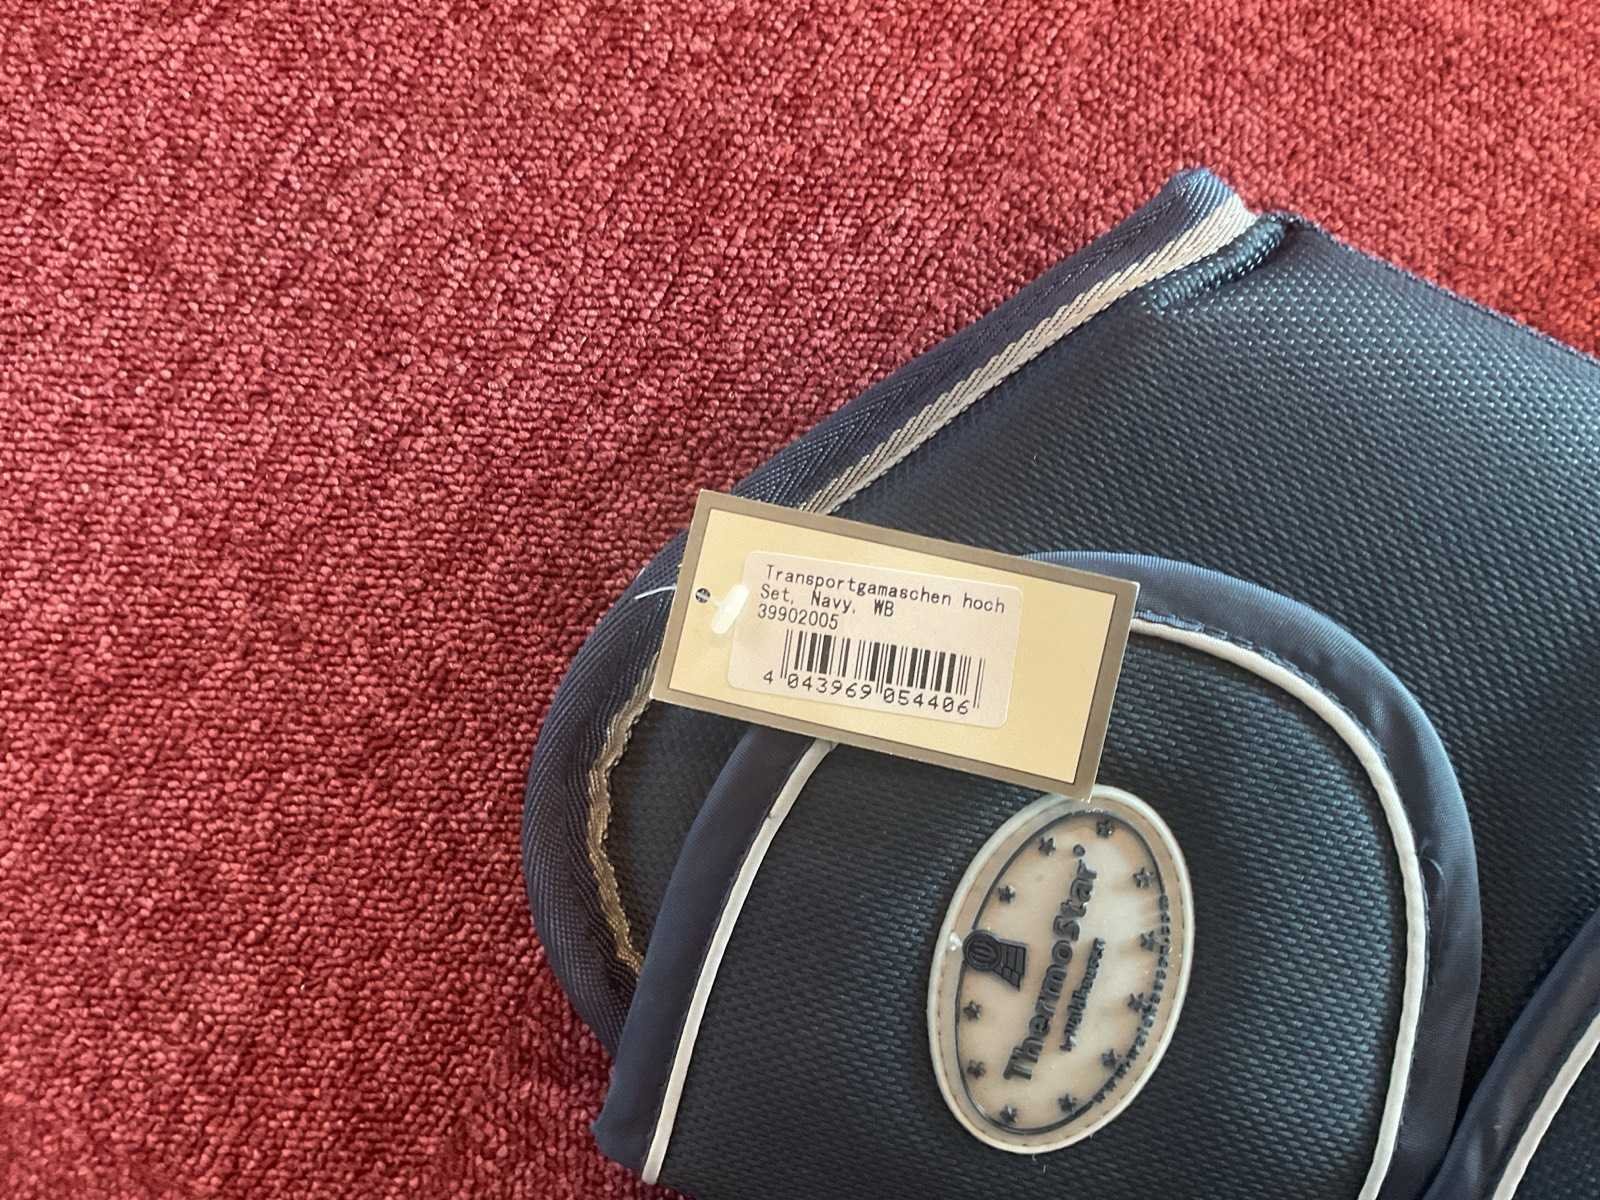 Transportgamaschen hoch
Set, Navy, WB
39902005
4 043969 054406
ThermoStar®